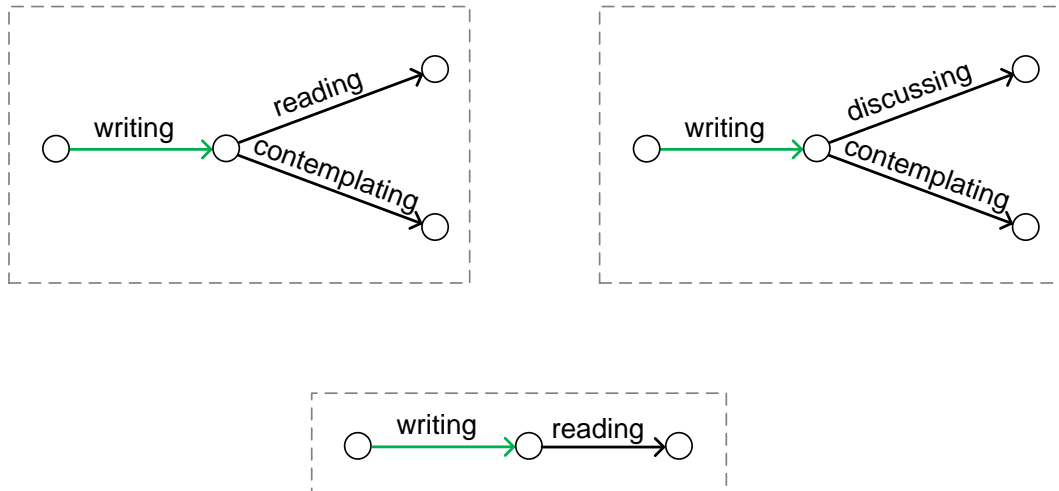 reading
writing
contemplating
discussing
writing
contemplating
writing
reading